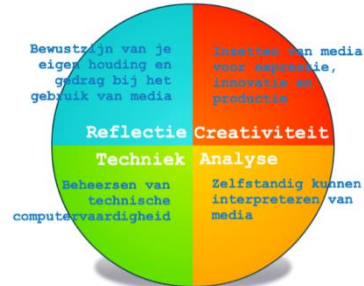 Bewustzijn van je
eigen houding en
gedrag bij het
gebruik van media
Inzetten van media
voor expressie,
innovatie en
productie
Reflectie
Creativiteit
Techniek
Analyse
Beheersen van
technische
computervaardigheid
Zelfstandig kunnen
interpreteren van
media